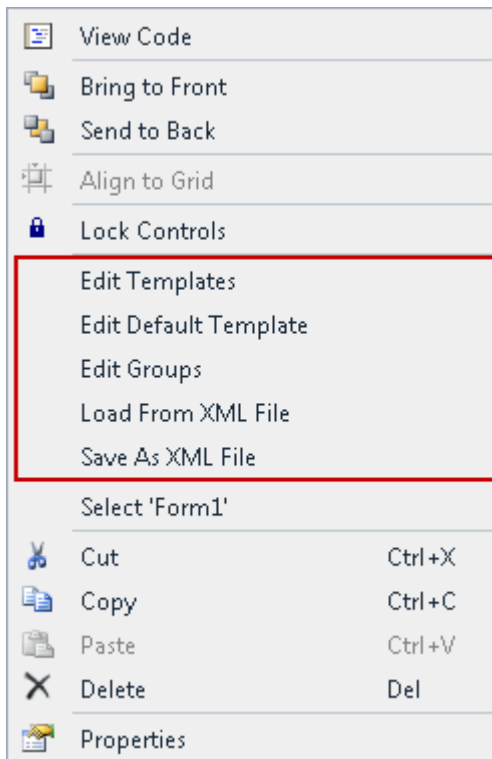 View Code
Bring to Front
Send to Back
Align to Grid
Lock Controls
Edit Templates
Edit Default Template
Edit Groups
Load From XML File
Save As XML File
Select 'Form1'
Cut Ctrl+X
Copy Ctrl+C
Paste Ctrl+V
Delete Del
Properties